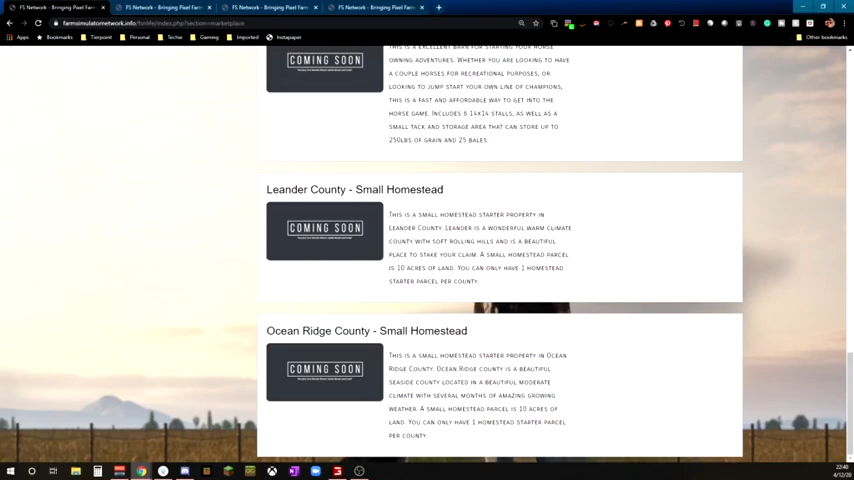 FS Network - Bringing Pixel Farm
FS Network - Bringing Pixel Farm
FS Network - Bringing Pixel Farm
FS Network - Bringing Pixel Farm
farmsimulatornetwork.info/fslnlife/index.php?section=marketplace
Apps
Bookmarks
Tierpoint
Personal
Techie
Gaming
Imported
Instapaper
Other bookmarks
COMING SOON
THIS IS A EXCELLENT BARN FOR STARTING YOUR HORSE
OWNING ADVENTURES. WHETHER YOU ARE LOOKING TO HAVE
A COUPLE HORSES FOR RECREATIONAL PURPOSES, OR
LOOKING TO JUMP START YOUR OWN LINE OF CHAMPIONS,
THIS IS A FAST AND AFFORDABLE WAY TO GET INTO THE
HORSE GAME. INCLUDES 6 14X14 STALLS, AS WELL AS A
SMALL TACK AND STORAGE AREA THAT CAN STORE UP TO
250LBS OF GRAIN AND 25 BALES.
Leander County - Small Homestead
COMING SOON
THIS IS A SMALL HOMESTEAD STARTER PROPERTY IN
LEANDER COUNTY. LEANDER IS A WONDERFUL WARM CLIMATE
COUNTY WITH SOFT ROLLING HILLS AND IS A BEAUTIFUL
PLACE TO STAKE YOUR CLAIM. A SMALL HOMESTEAD PARCEL
IS 10 ACRES OF LAND. YOU CAN ONLY HAVE 1 HOMESTEAD
STARTER PARCEL PER COUNTY.
Ocean Ridge County - Small Homestead
COMING SOON
THIS IS A SMALL HOMESTEAD STARTER PROPERTY IN OCEAN
RIDGE COUNTY. OCEAN RIDGE COUNTY IS A BEAUTIFUL
SEASIDE COUNTY LOCATED IN A BEAUTIFUL MODERATE
CLIMATE WITH SEVERAL MONTHS OF AMAZING GROWING
WEATHER. A SMALL HOMESTEAD PARCEL IS 10 ACRES OF
LAND. YOU CAN ONLY HAVE 1 HOMESTEAD STARTER PARCEL
PER COUNTY.
22:40
4/12/20